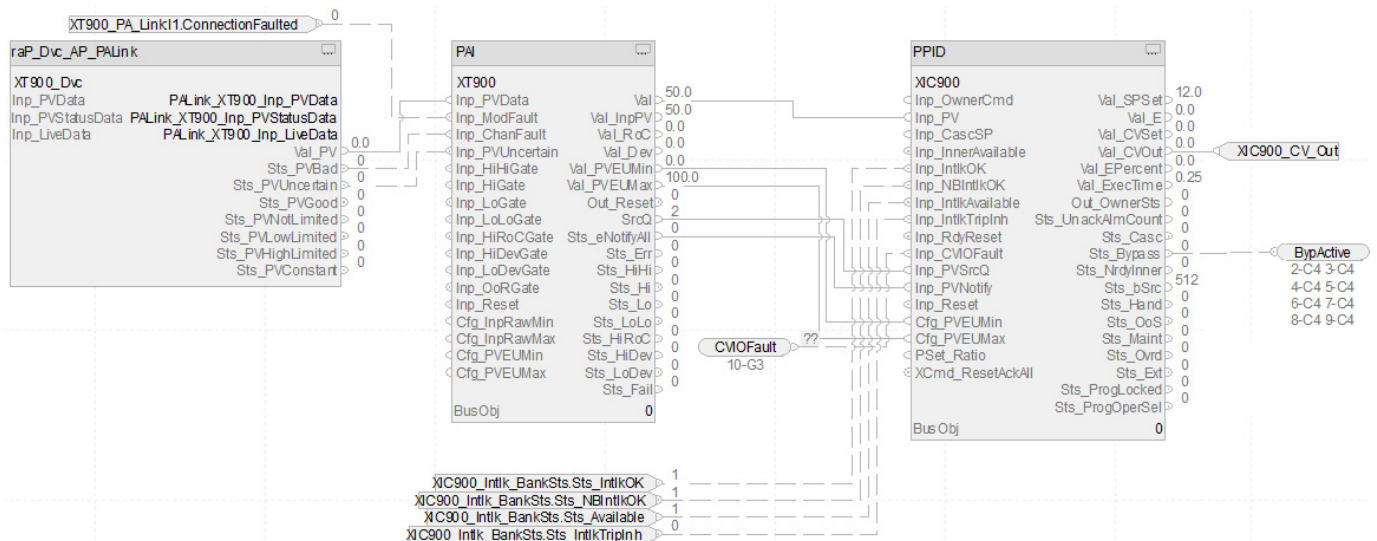 XT900_PA_Link:I1.ConnectionFaulted
0
raP_Dvc_AP_PALink
XT900_Dvc
Inp_PVData PALink_XT900_Inp_PVData
Inp_PVStatusData PALink_XT900_Inp_PVStatusData
Inp_LiveData PALink_XT900_Inp_LiveData
Val_PV 0.0
Sts_PVBad 0
Sts_PVUncertain 0
Sts_PVGood 0
Sts_PVNotLimited 0
Sts_PVLowLimited 0
Sts_PVHighLimited 0
Sts_PVConstant 0
PAI
XT900
Inp_PVData Val 50.0
Inp_ModFault Val_InpPV 50.0
Inp_ChanFault Val_RoC 0.0
Inp_PVUncertain Val_Dev 0.0
Inp_HiHiGate Val_PVEUMin 0.0
Inp_HiGate Val_PVEUMax 100.0
Inp_LoGate Out_Reset 0
Inp_LoLoGate SrcQ 2
Inp_HiRoCGate Sts_eNotifyAll 0
Inp_HiDevGate Sts_Err 0
Inp_LoDevGate Sts_HiHi 0
Inp_OoRGate Sts_Hi 0
Inp_Reset Sts_Lo 0
Cfg_InpRawMin Sts_LoLo 0
Cfg_InpRawMax Sts_HiRoC 0
Cfg_PVEUMin Sts_HiDev 0
Cfg_PVEUMax Sts_LoDev 0
Sts_Fail 0
BusObj 0
CVIOFault
10-G3
??
PPID
XIC900
Inp_OwnerCmd Val_SPSet 12.0
Inp_PV Val_E 0.0
Inp_CascSP Val_CVSet 0.0
Inp_InnerAvailable Val_CVOut 0.0
Inp_IntlkOK Val_EPercent 0.0
Inp_NBIntlkOK Val_ExecTime 0.25
Inp_IntlkAvailable Out_OwnerSts 0
Inp_IntlkTripInh Sts_UnackAlmCount 0
Inp_RdyReset Sts_Casc 0
Inp_CVIOFault Sts_Bypass 0
Inp_PVSrcQ Sts_NrdyInner 0
Inp_PVNotify Sts_bSrc 512
Inp_Reset Sts_Hand 0
Cfg_PVEUMin Sts_OoS 0
Cfg_PVEUMax Sts_Maint 0
PSet_Ratio Sts_Ovrd 0
XCmd_ResetAckAll Sts_Ext 0
Sts_ProgLocked 0
Sts_ProgOperSel 0
BusObj 0
XIC900_CV_Out
BypActive
2-C4 3-C4
4-C4 5-C4
6-C4 7-C4
8-C4 9-C4
XIC900_Intlk_BankSts.Sts_IntlkOK 1
XIC900_Intlk_BankSts.Sts_NBIntlkOK 1
XIC900_Intlk_BankSts.Sts_Available 1
XIC900_Intlk_BankSts.Sts_IntlkTripInh 0